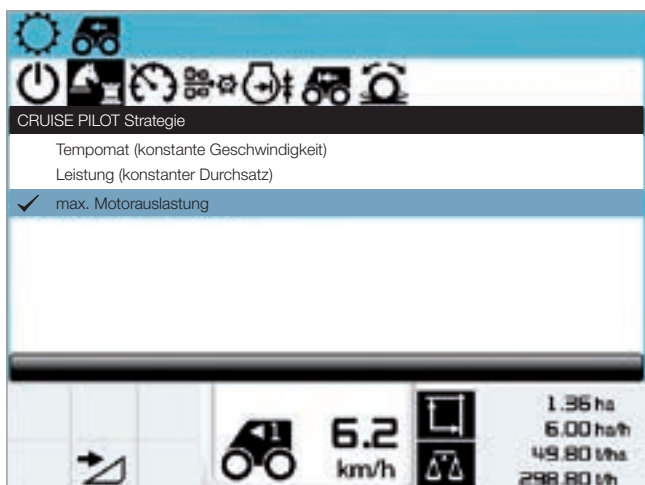 CRUISE PILOT Strategie
Tempomat (konstante Geschwindigkeit)
Leistung (konstanter Durchsatz)
max. Motorauslastung
1
6.2
km/h
1.36 ha
6.00 ha/h
49.80 t/ha
298.80 t/h